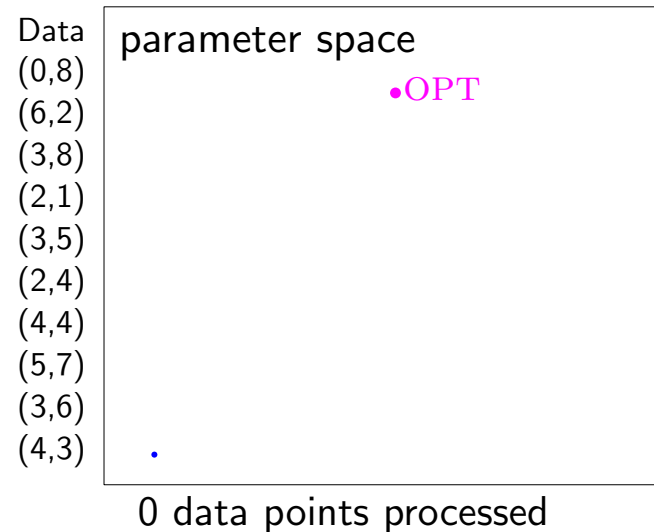 Data
(0,8)
(6,2)
(3,8)
(2,1)
(3,5)
(2,4)
(4,4)
(5,7)
(3,6)
(4,3)
parameter space
OPT
0 data points processed